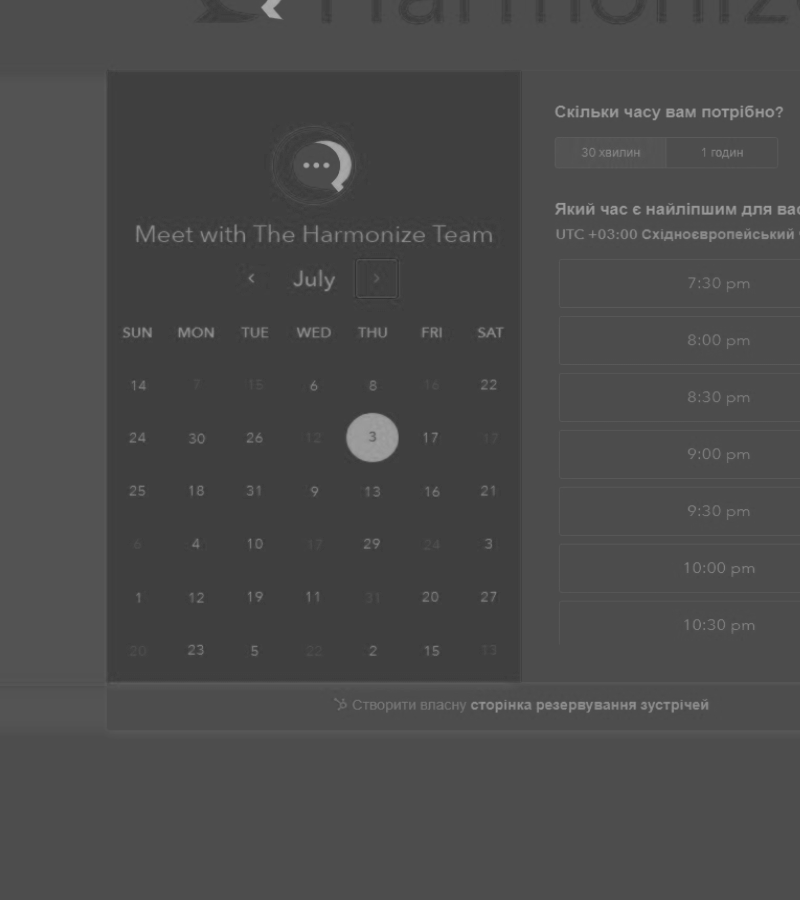 Harmonize
Meet with The Harmonize Team
July
SUN MON TUE WED THU FRI SAT
14 7 15 6 8 16 22
24 30 26 12 3 17 17
25 18 31 9 13 16 21
6 4 10 17 29 24 3
1 12 19 11 31 20 27
20 23 5 22 2 15 13
Скільки часу вам потрібно?
30 хвилин 1 годин
Який час є найліпшим для вас
UTC +03:00 Східноєвропейський
7:30 pm
8:00 pm
8:30 pm
9:00 pm
9:30 pm
10:00 pm
10:30 pm
Створити власну сторінка резервування зустрічей